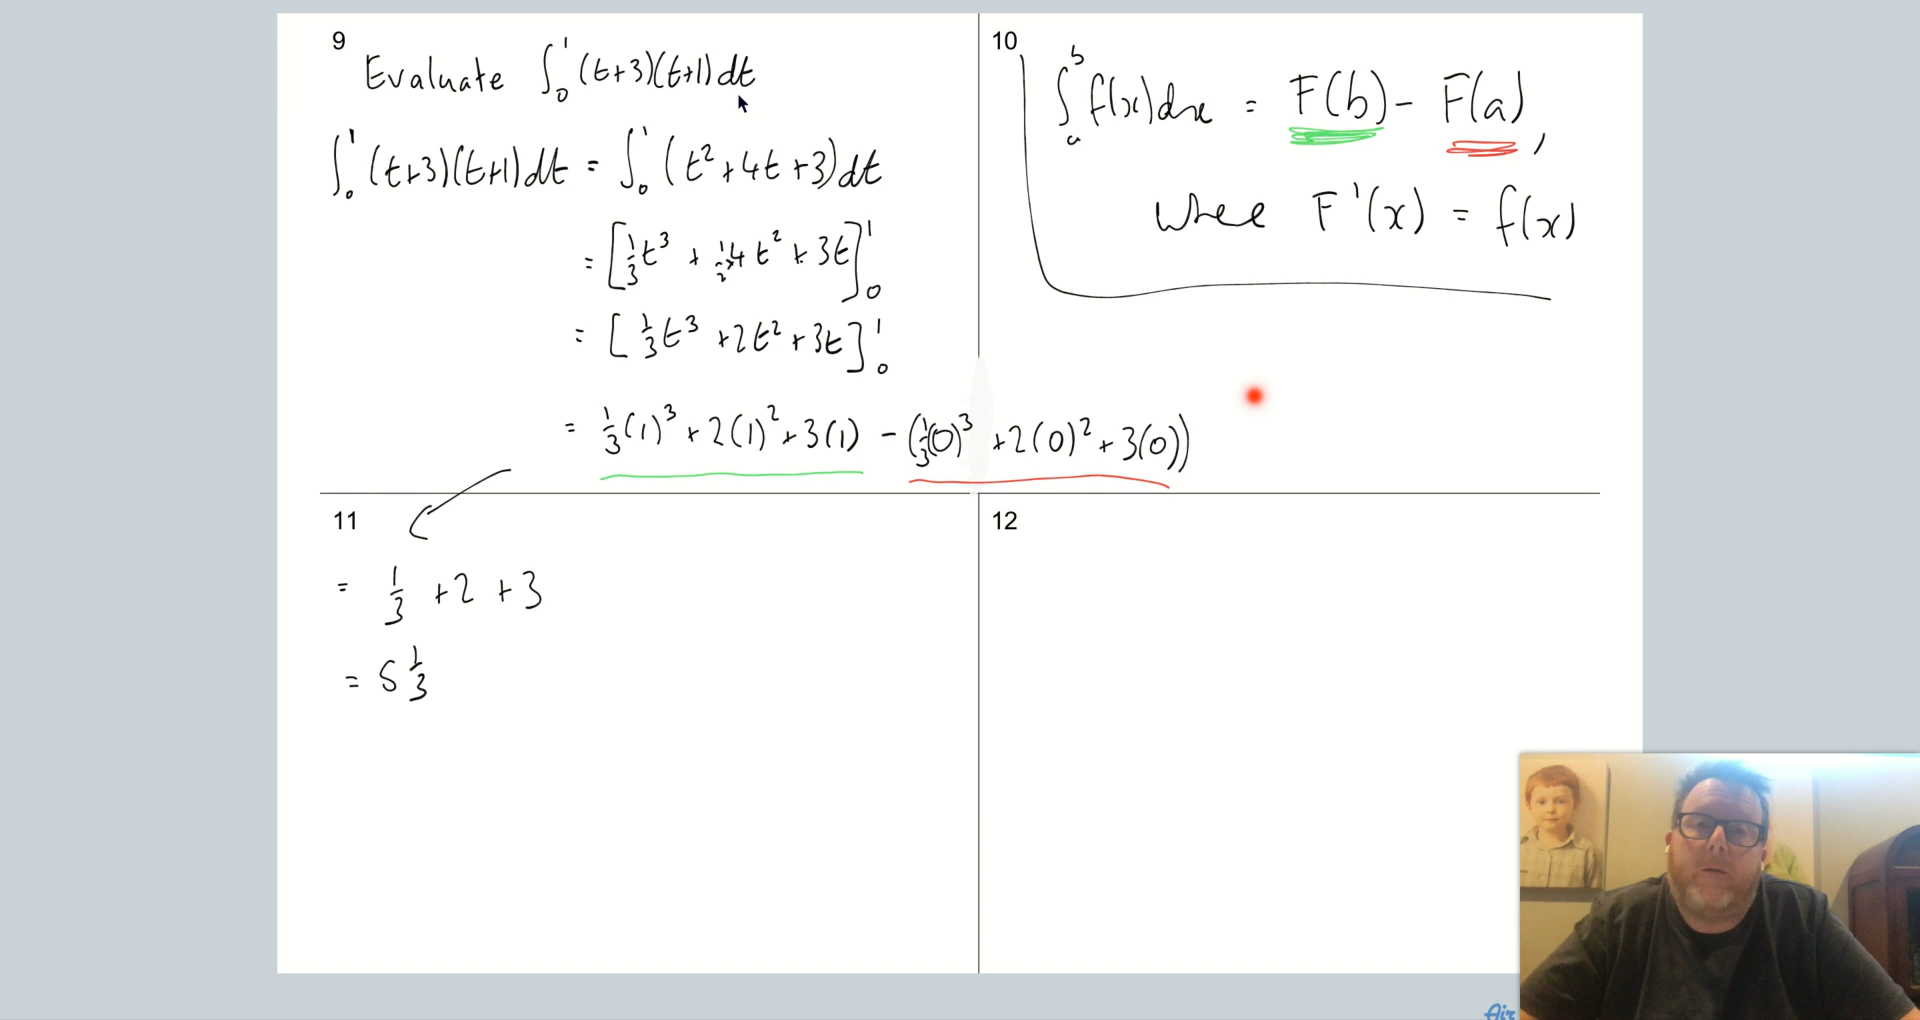 9
Evaluate ∫₀¹ (t+3)(t+1) dt
∫₀¹ (t+3)(t+1) dt = ∫₀¹ (t² + 4t + 3) dt
= [⅓t³ + ½×4t² + 3t]₀¹
= [⅓t³ + 2t² + 3t]₀¹
= ⅓(1)³ + 2(1)² + 3(1) − (⅓(0)³ + 2(0)² + 3(0))
10
∫ₐᵇ f(x) dx = F(b) − F(a),
where F'(x) = f(x)
11
= ⅓ + 2 + 3
= 5⅓
12
Air